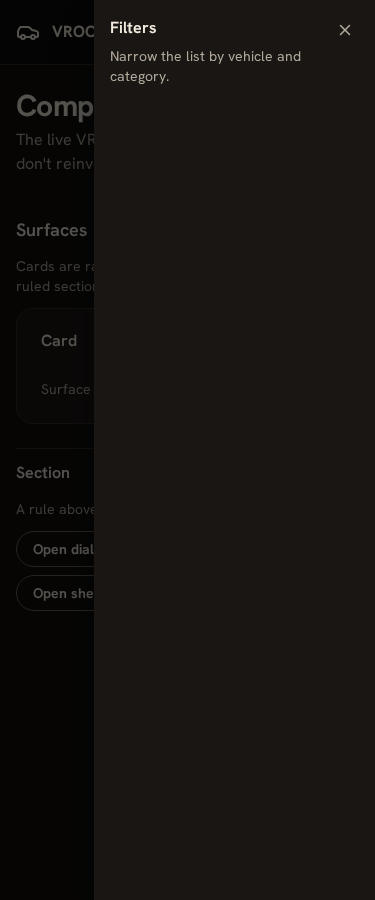 VROO
Filters
Narrow the list by vehicle and
category.
Comp
The live VR
don't reinv
Surfaces
Cards are ra
ruled section
Card
Surface
Section
A rule above
Open dial
Open she